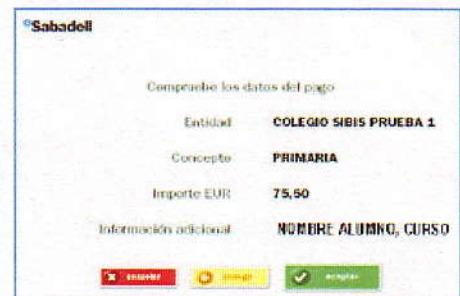 °Sabadell
Compruebe los datos del pago
Entidad COLEGIO SIBIS PRUEBA 1
Concepto PRIMARIA
Importe EUR 75,50
Información adicional NOMBRE ALUMNO, CURSO
cancelar
aceptar